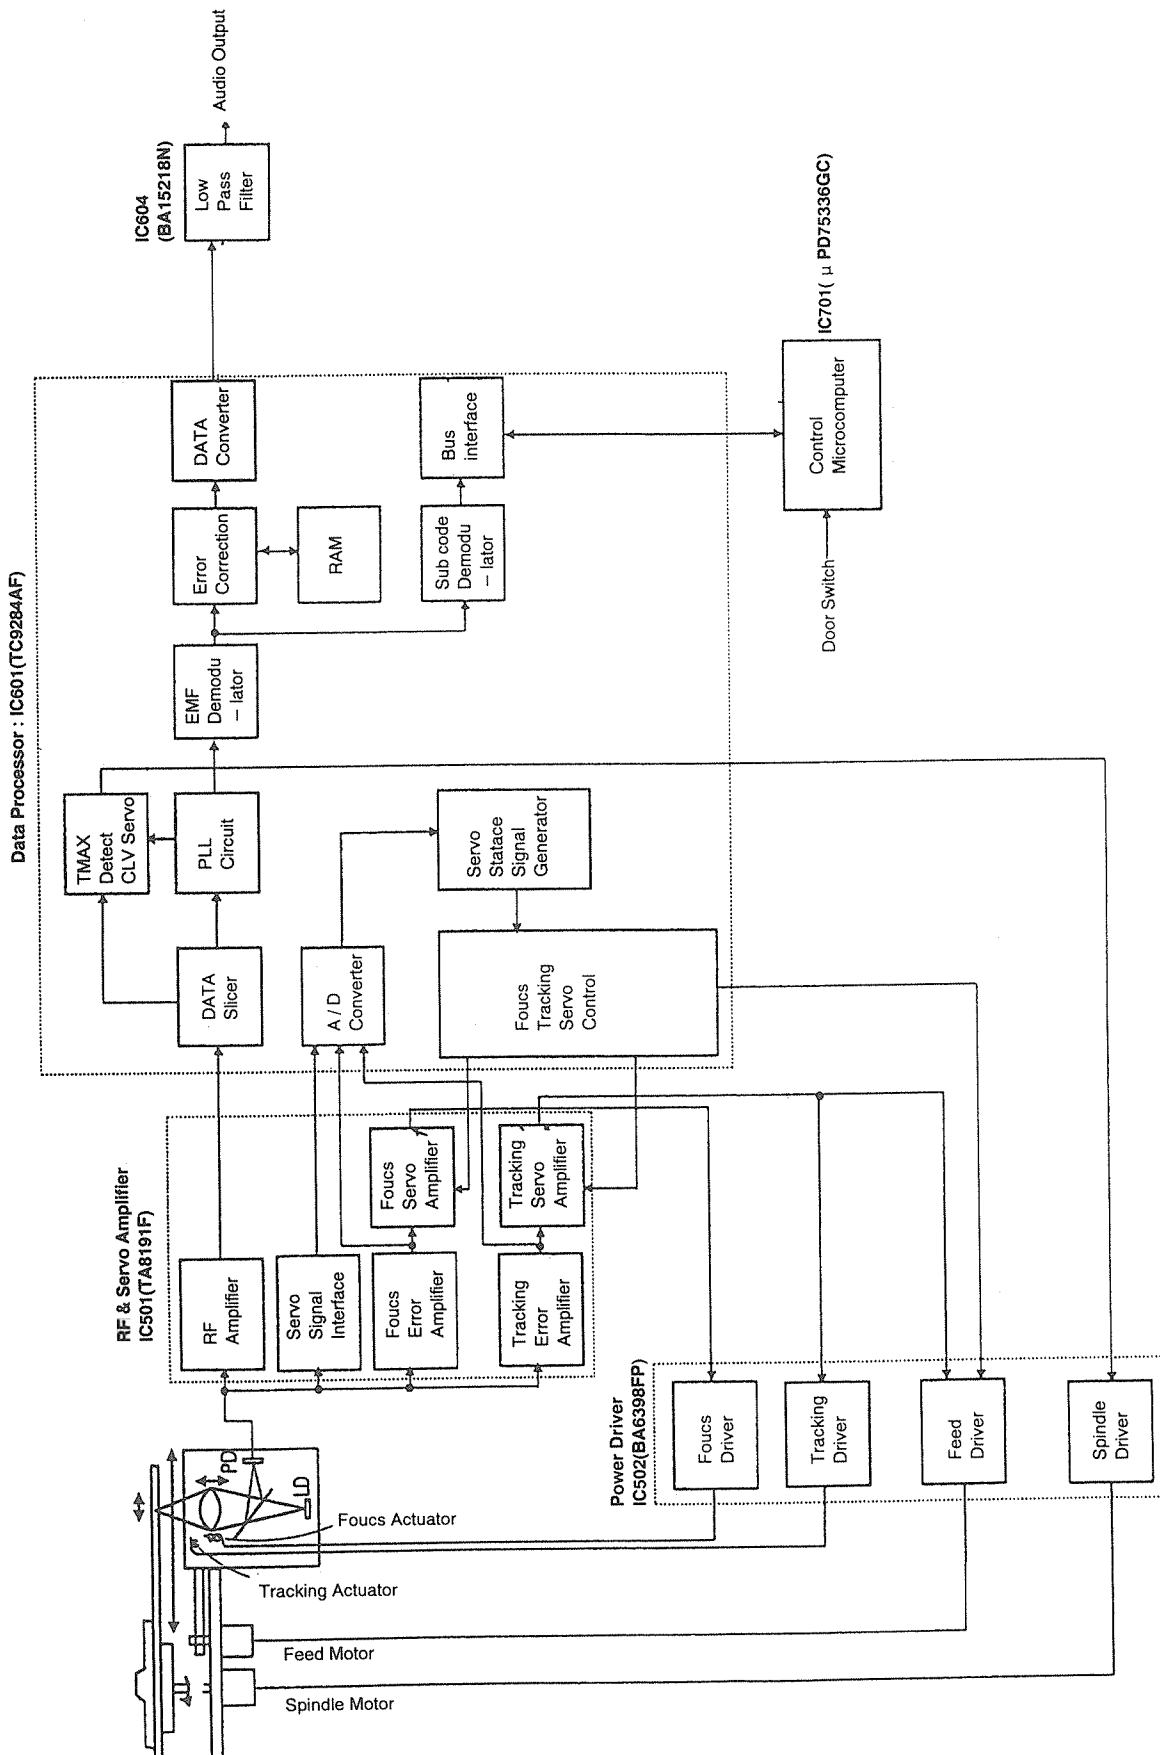 Data Processor : IC601(TC9284AF)
RF & Servo Amplifier
IC501(TA8191F)
Power Driver
IC502(BA6398FP)
IC604
(BA15218N)
IC701( μ PD75336GC)
PD
LD
Foucs Actuator
Tracking Actuator
Feed Motor
Spindle Motor
RF
Amplifier
Servo
Signal
Interface
Foucs
Error
Amplifier
Tracking
Error
Amplifier
Foucs
Servo
Amplifier
Tracking
Servo
Amplifier
Foucs
Driver
Tracking
Driver
Feed
Driver
Spindle
Driver
TMAX
Detect
CLV Servo
DATA
Slicer
PLL
Circuit
A / D
Converter
Servo
Statace
Signal
Generator
Foucs
Tracking
Servo
Control
EMF
Demodu
– lator
Error
Correction
RAM
DATA
Converter
Sub code
Demodu
– lator
Bus
interface
Low
Pass
Filter
Audio Output
Control
Microcomputer
Door Switch